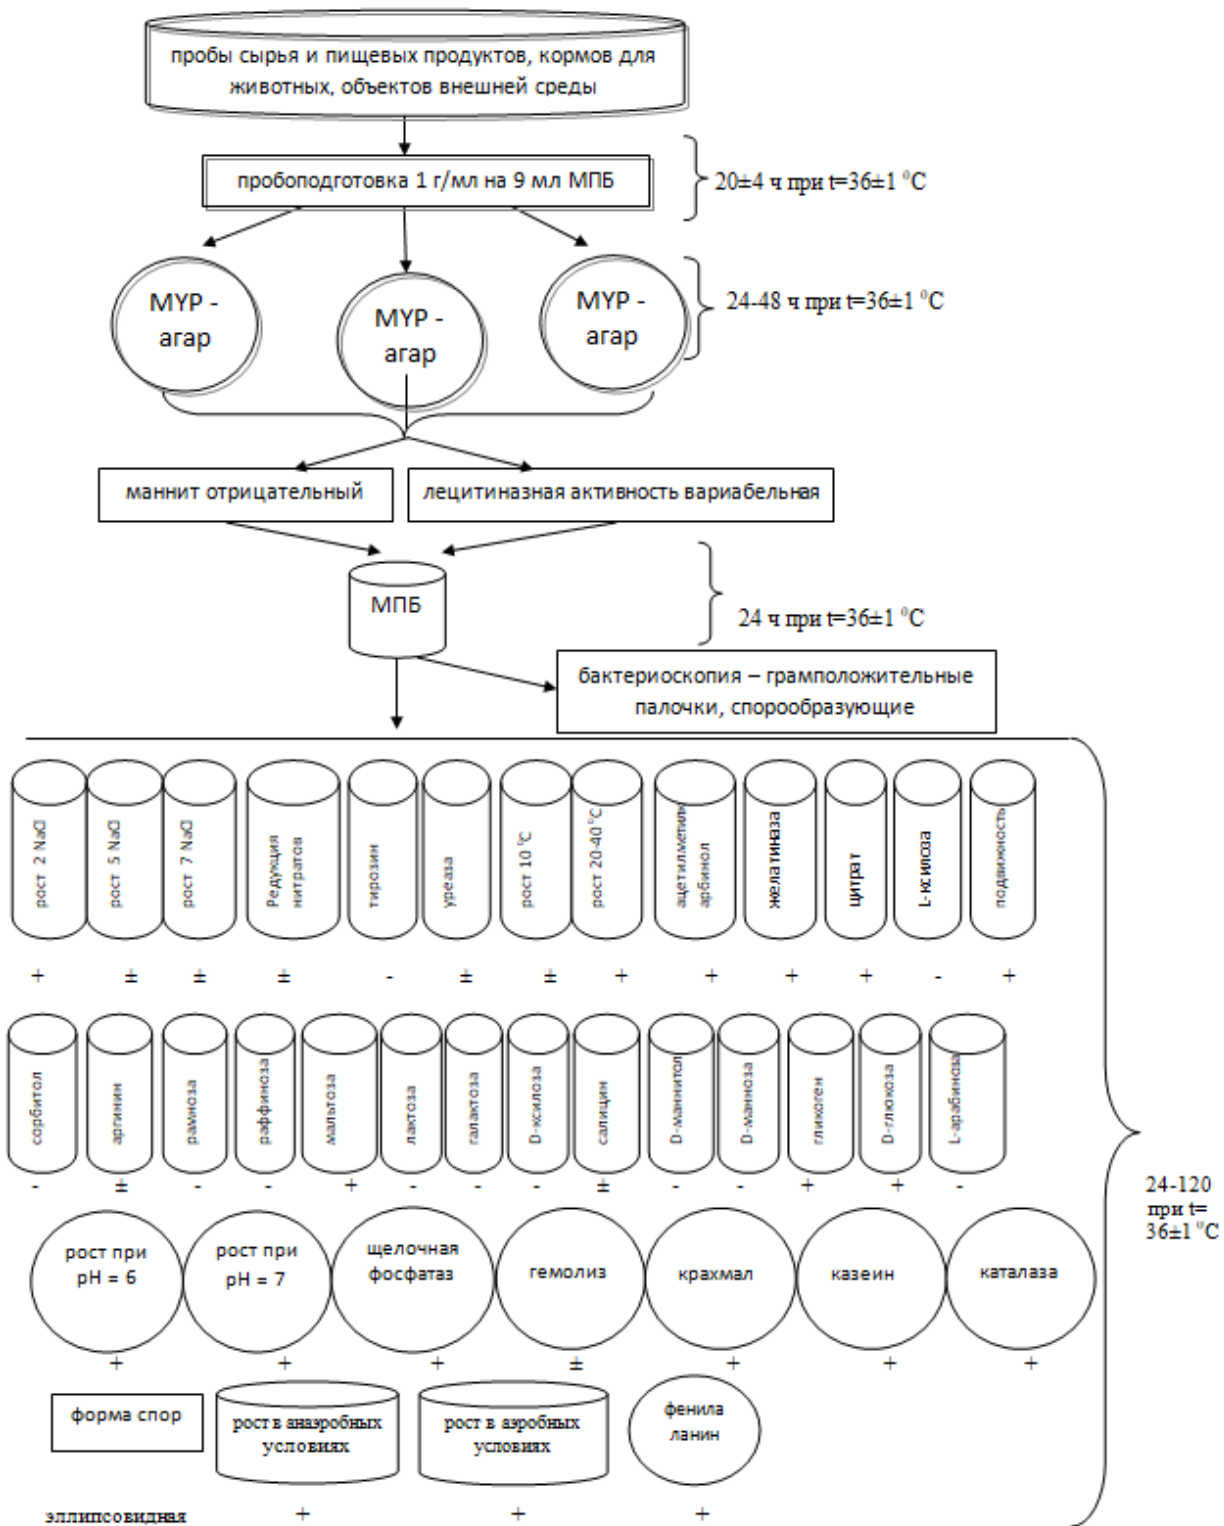 пробы сырья и пищевых продуктов, кормов для
животных, объектов внешней среды
пробоподготовка 1 г/мл на 9 мл МПБ
20±4 ч при t=36±1 °C
MYP -
агар
MYP -
агар
MYP -
агар
24-48 ч при t=36±1 °C
маннит отрицательный
лецитиназная активность вариабельная
МПБ
24 ч при t=36±1 °C
бактериоскопия – грамположительные
палочки, спорообразующие
рост 2 NaCl
рост 5 NaCl
рост 7 NaCl
Редукция
нитратов
тирозин
уреаза
рост 10 °C
рост 20-40 °C
ацетилметилк
арбинол
желатиназа
цитрат
L-ксилоза
подвижность
+ ± ± ± - ± ± + + + + - +
сорбитол
аргинин
рамноза
раффиноза
мальтоза
лактоза
галактоза
D-ксилоза
салицин
D-маннитол
D-манноза
гликоген
D-глюкоза
L-арабиноза
- ± - - + - - - ± - - + + -
24-120
при t=
36±1 °C
рост при
pH = 6
рост при
pH = 7
щелочная
фосфатаз
гемолиз
крахмал
казеин
каталаза
+ + + ± + + +
форма спор
рост в анаэробных
условиях
рост в аэробных
условиях
фенила
ланин
эллипсовидная + + +